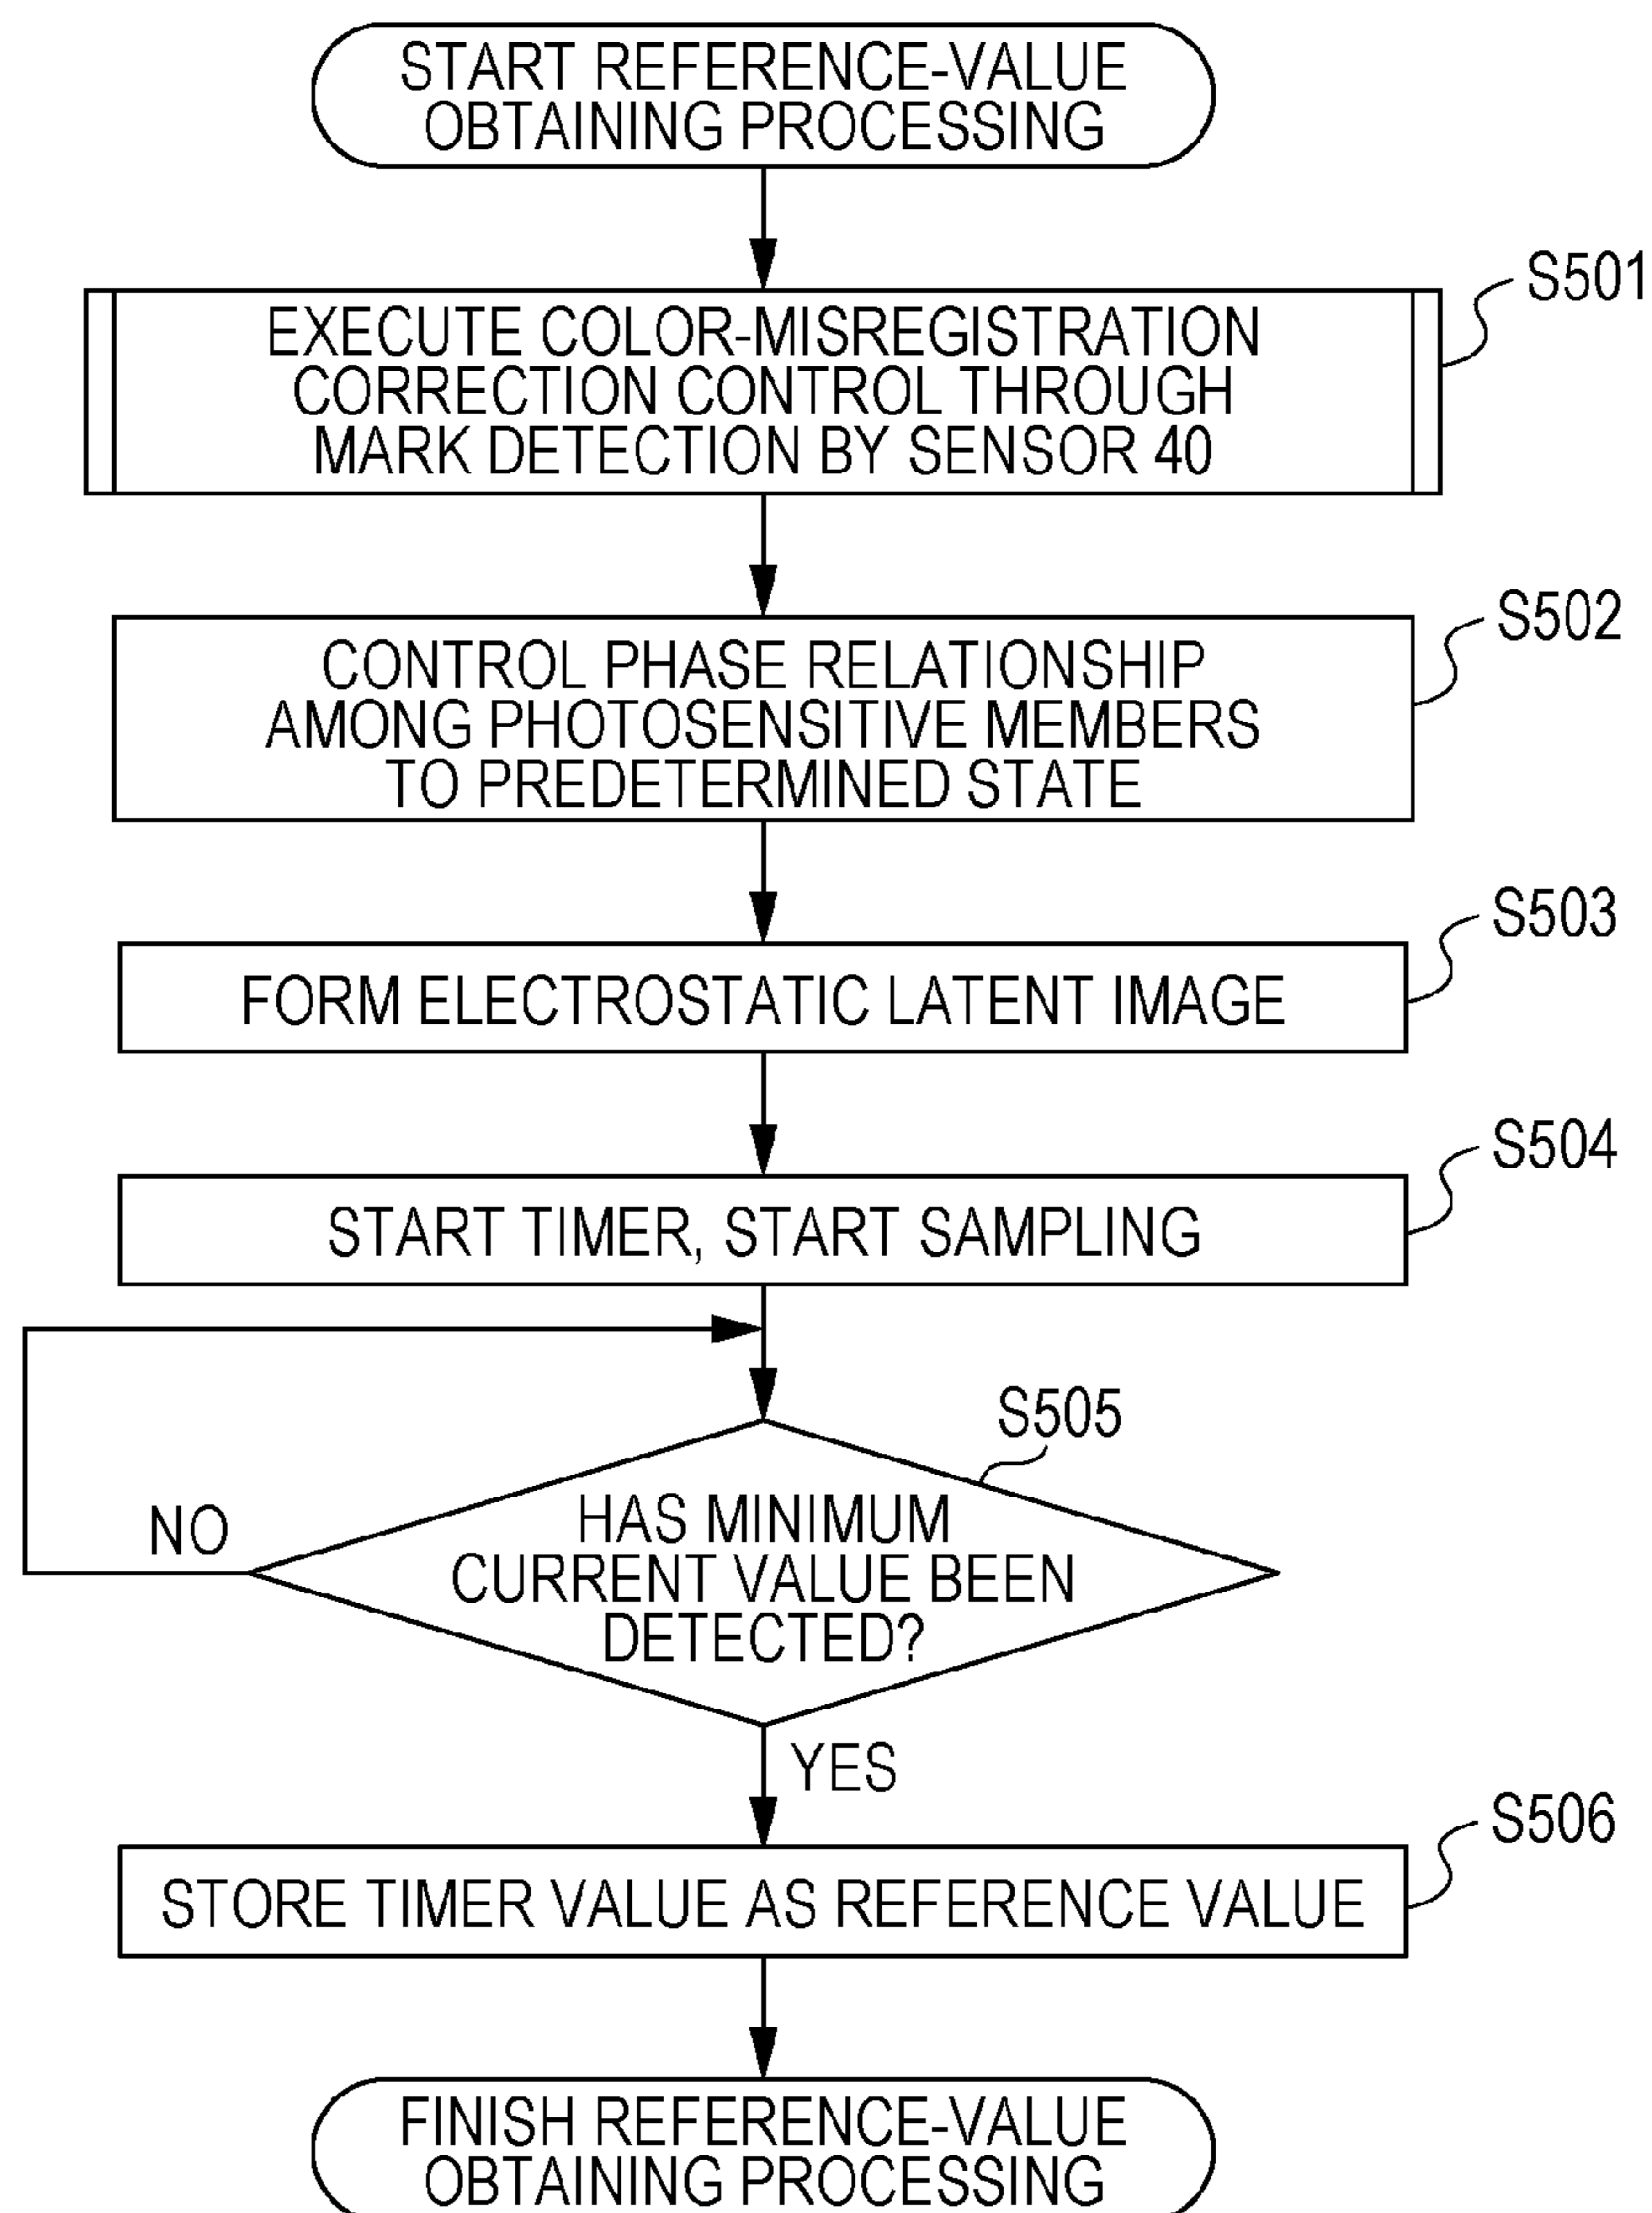 START REFERENCE-VALUE
OBTAINING PROCESSING
S501
EXECUTE COLOR-MISREGISTRATION
CORRECTION CONTROL THROUGH
MARK DETECTION BY SENSOR 40
S502
CONTROL PHASE RELATIONSHIP
AMONG PHOTOSENSITIVE MEMBERS
TO PREDETERMINED STATE
S503
FORM ELECTROSTATIC LATENT IMAGE
S504
START TIMER, START SAMPLING
S505
HAS MINIMUM
CURRENT VALUE BEEN
DETECTED?
NO
YES
S506
STORE TIMER VALUE AS REFERENCE VALUE
FINISH REFERENCE-VALUE
OBTAINING PROCESSING